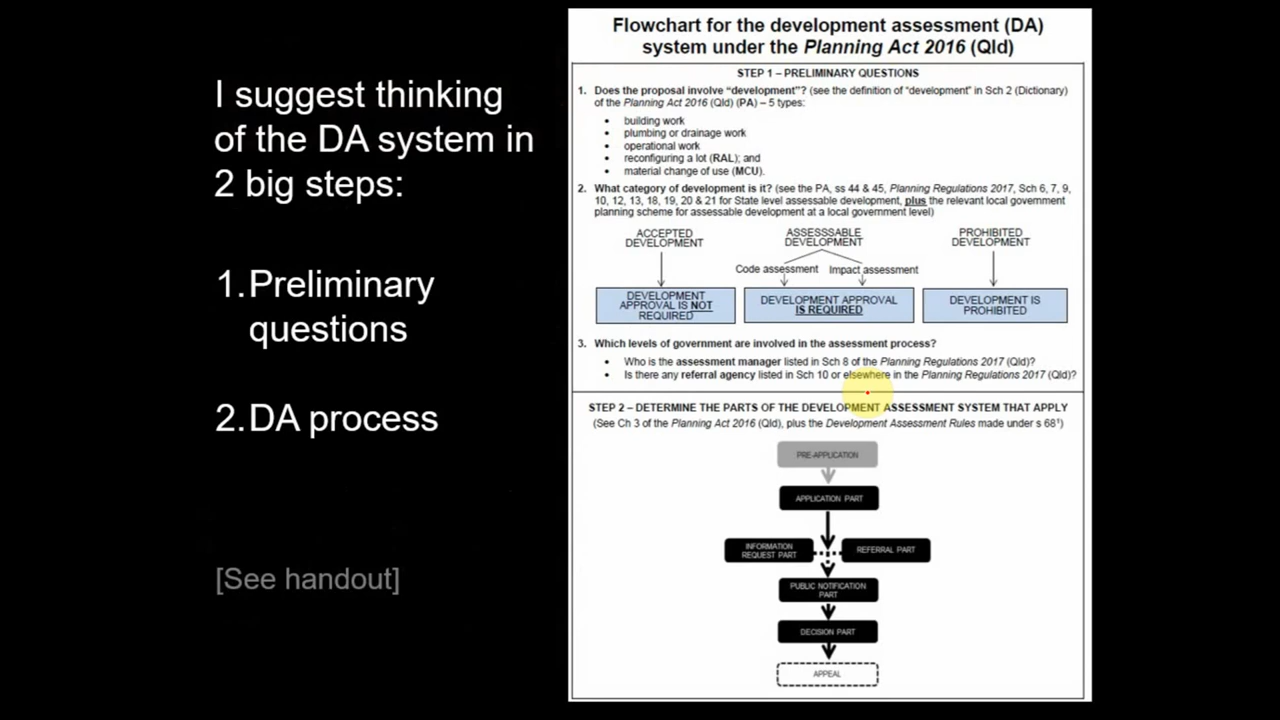 I suggest thinking
of the DA system in
2 big steps:
1. Preliminary
questions
2. DA process
[See handout]
Flowchart for the development assessment (DA)
system under the Planning Act 2016 (Qld)
STEP 1 – PRELIMINARY QUESTIONS
1. Does the proposal involve “development”? (see the definition of “development” in Sch 2 (Dictionary)
of the Planning Act 2016 (Qld) (PA) – 5 types:
• building work
• plumbing or drainage work
• operational work
• reconfiguring a lot (RAL); and
• material change of use (MCU).
2. What category of development is it? (see the PA, ss 44 & 45, Planning Regulations 2017, Sch 6, 7, 9,
10, 12, 13, 18, 19, 20 & 21 for State level assessable development, plus the relevant local government
planning scheme for assessable development at a local government level)
ACCEPTED
DEVELOPMENT
ASSESSSABLE
DEVELOPMENT
PROHIBITED
DEVELOPMENT
Code assessment Impact assessment
DEVELOPMENT
APPROVAL IS NOT
REQUIRED
DEVELOPMENT APPROVAL
IS REQUIRED
DEVELOPMENT IS
PROHIBITED
3. Which levels of government are involved in the assessment process?
• Who is the assessment manager listed in Sch 8 of the Planning Regulations 2017 (Qld)?
• Is there any referral agency listed in Sch 10 or elsewhere in the Planning Regulations 2017 (Qld)?
STEP 2 – DETERMINE THE PARTS OF THE DEVELOPMENT ASSESSMENT SYSTEM THAT APPLY
(See Ch 3 of the Planning Act 2016 (Qld), plus the Development Assessment Rules made under s 68¹)
PRE-APPLICATION
APPLICATION PART
INFORMATION
REQUEST PART
REFERRAL PART
PUBLIC NOTIFICATION
PART
DECISION PART
APPEAL